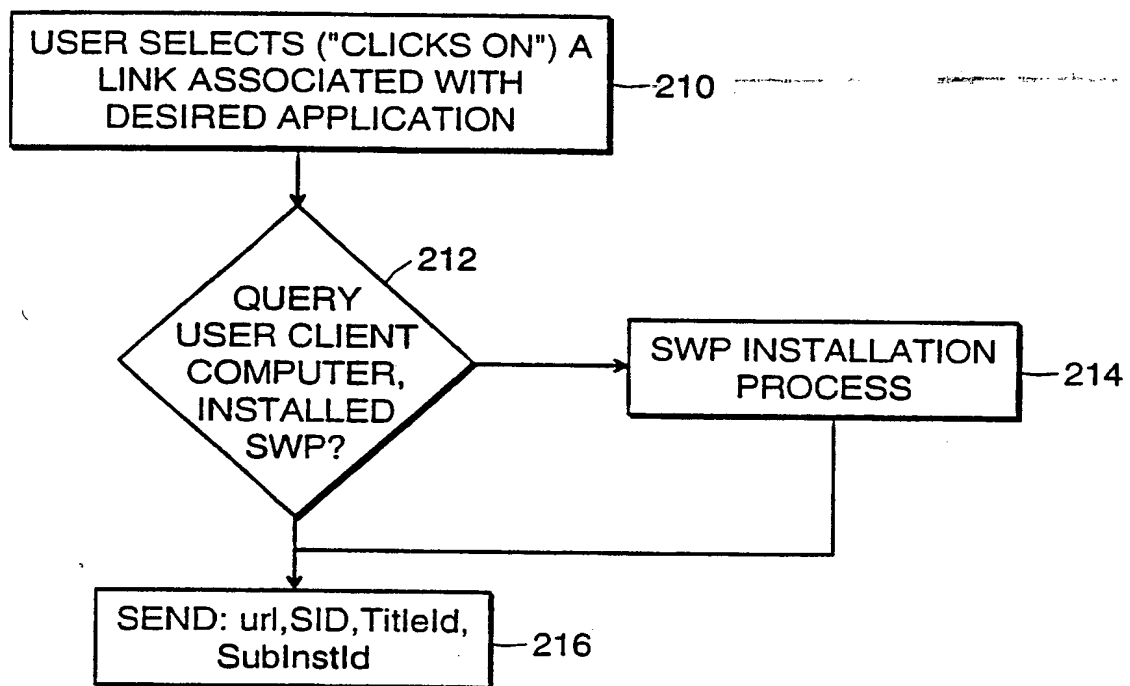 USER SELECTS ("CLICKS ON") A
LINK ASSOCIATED WITH
DESIRED APPLICATION
210
212
QUERY
USER CLIENT
COMPUTER,
INSTALLED
SWP?
SWP INSTALLATION
PROCESS
214
SEND: url,SID,TitleId,
SubInstId
216